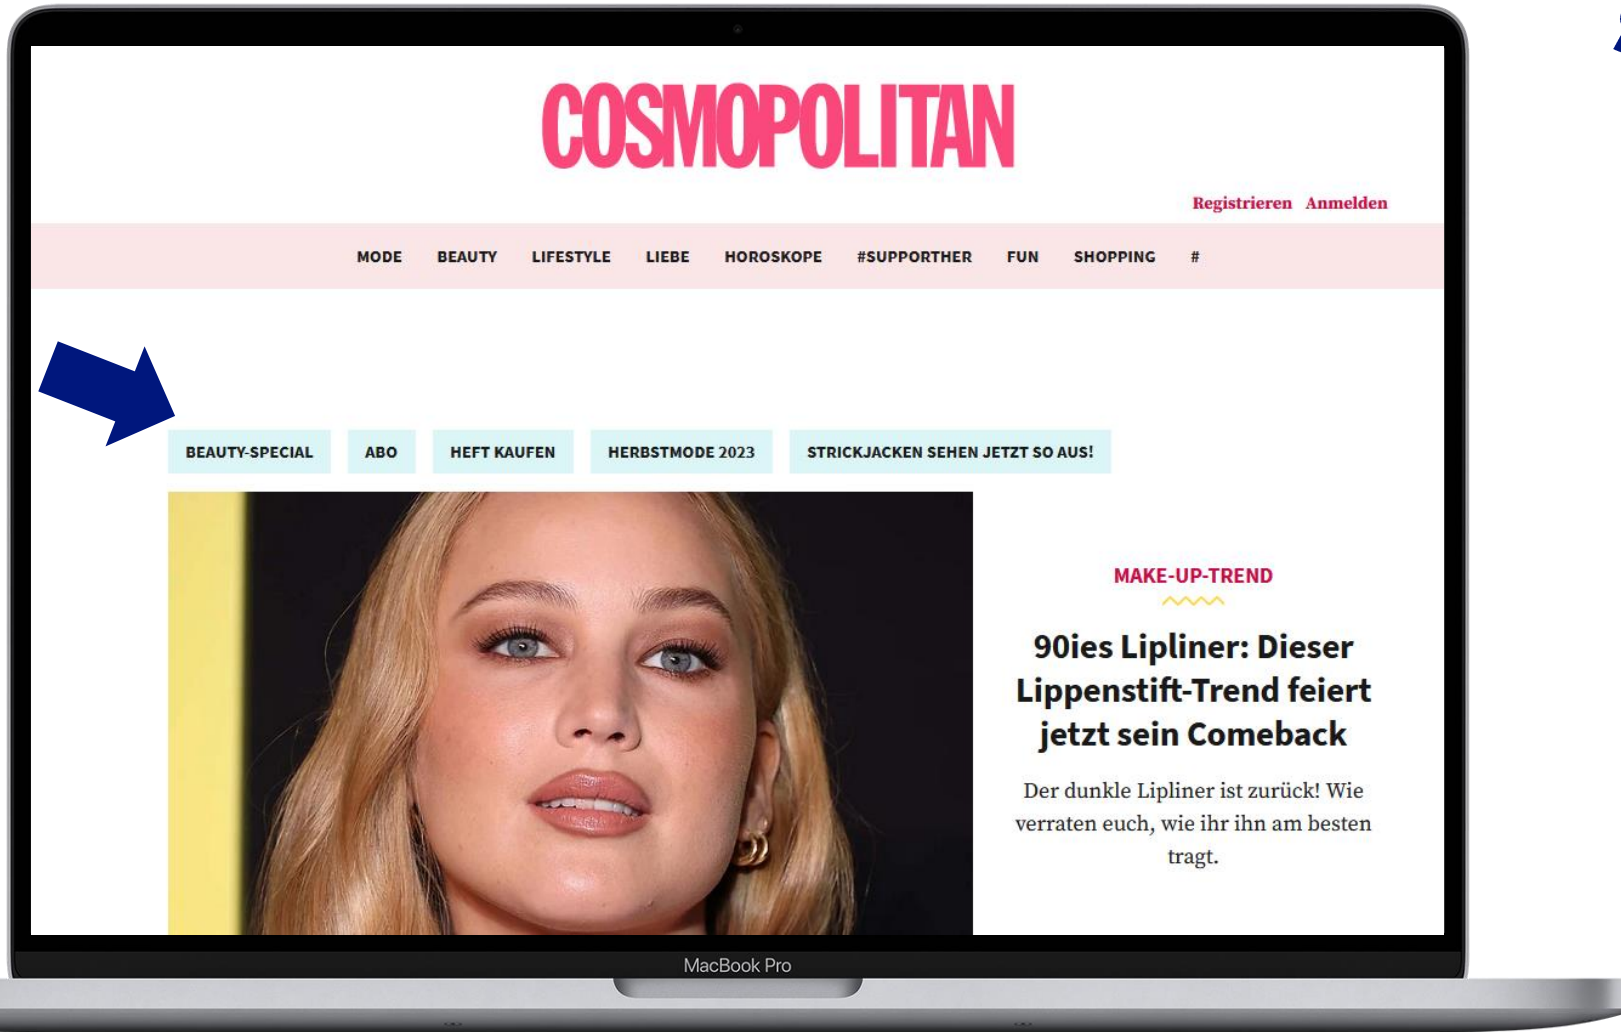 COSMOPOLITAN
Registrieren Anmelden
MODE BEAUTY LIFESTYLE LIEBE HOROSKOPE #SUPPORTHER FUN SHOPPING #
BEAUTY-SPECIAL ABO HEFT KAUFEN HERBSTMODE 2023 STRICKJACKEN SEHEN JETZT SO AUS!
MAKE-UP-TREND
90ies Lipliner: Dieser
Lippenstift-Trend feiert
jetzt sein Comeback
Der dunkle Lipliner ist zurück! Wie
verraten euch, wie ihr ihn am besten
tragt.
MacBook Pro